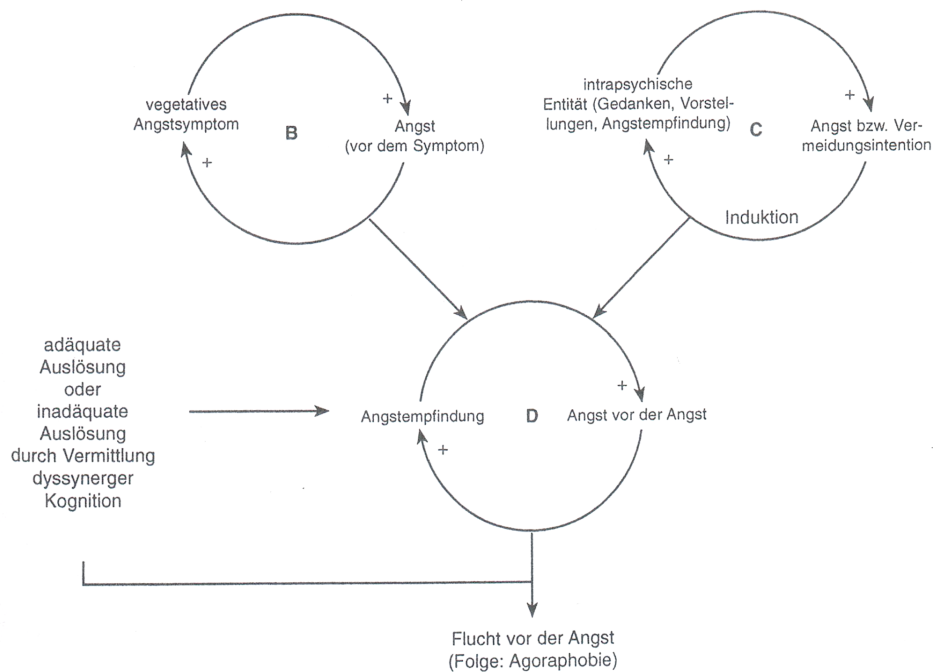 vegetatives
Angstsymptom
+
B
+
Angst
(vor dem Symptom)
intrapsychische
Entität (Gedanken, Vorstel-
lungen, Angstempfindung)
+
C
+
Angst bzw. Ver-
meidungsintention
Induktion
adäquate
Auslösung
oder
inadäquate
Auslösung
durch Vermittlung
dyssynerger
Kognition
Angstempfindung
+
D
+
Angst vor der Angst
Flucht vor der Angst
(Folge: Agoraphobie)